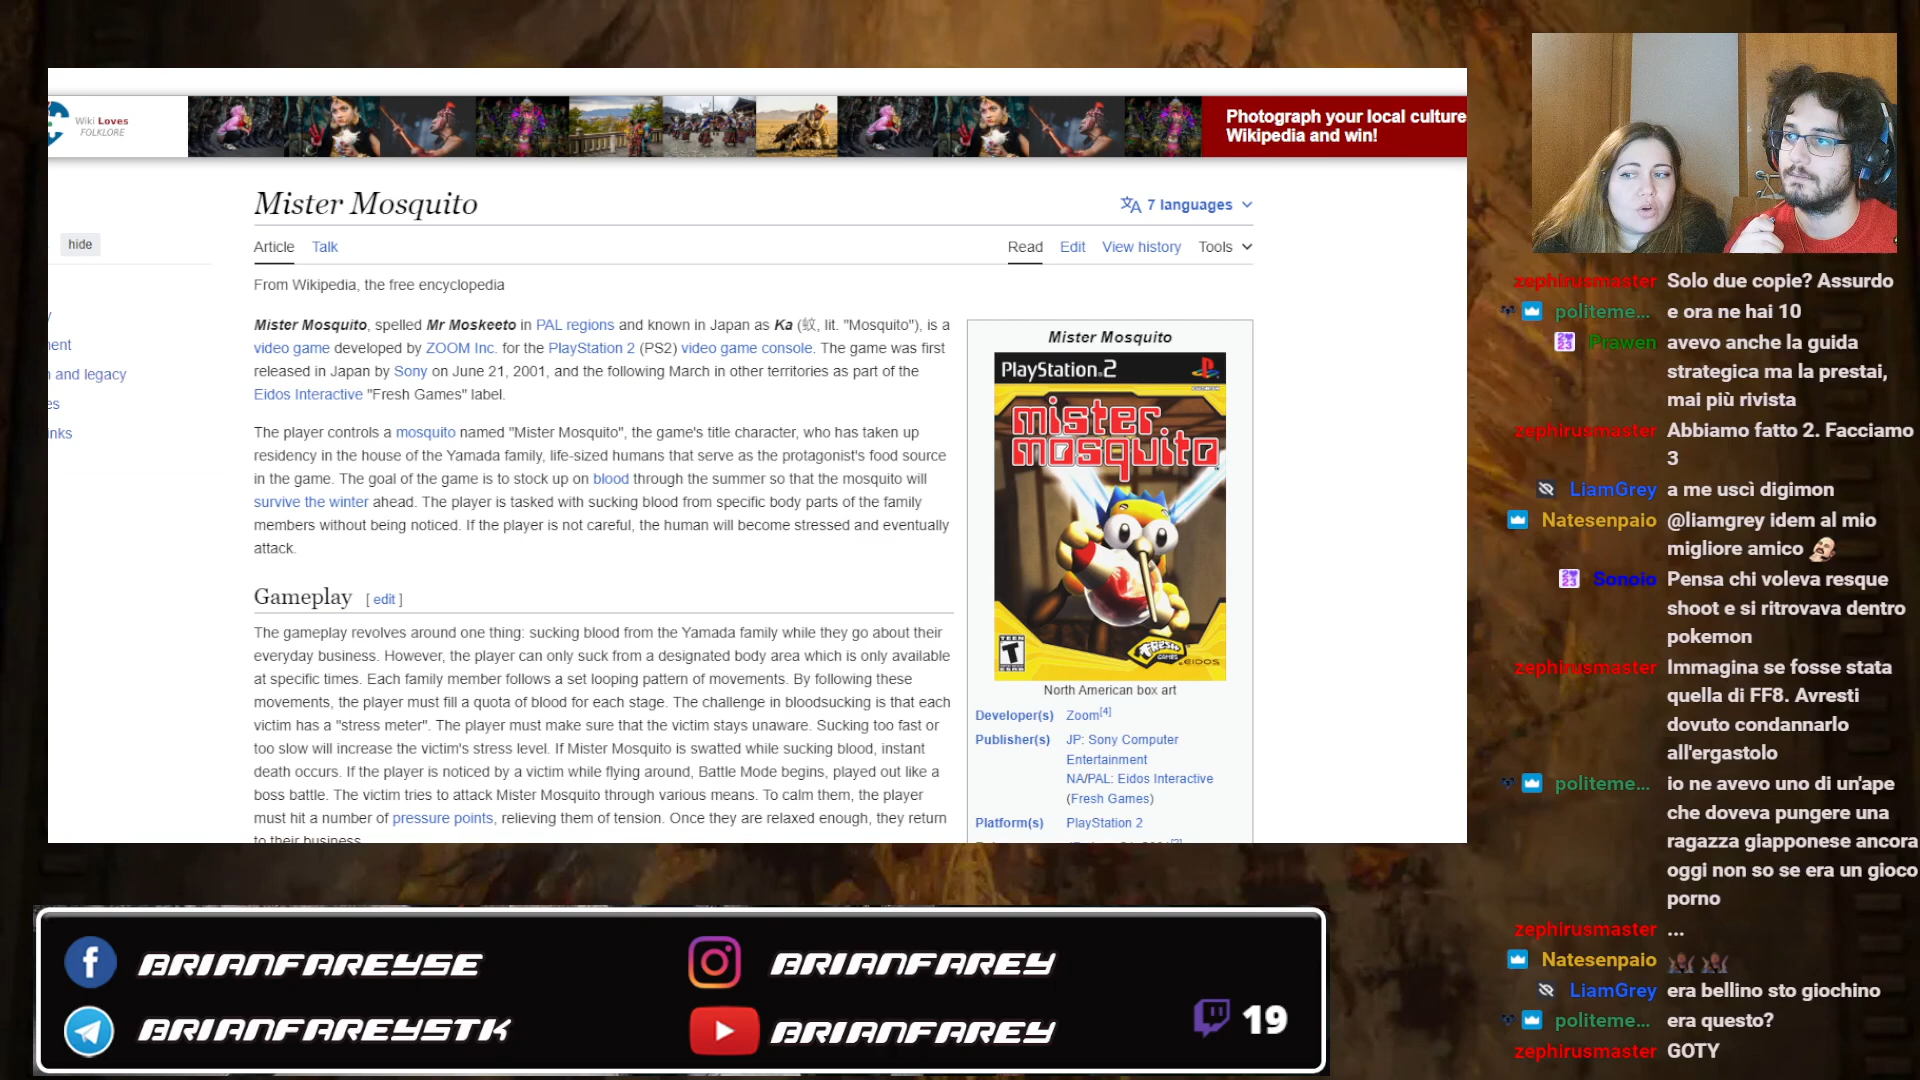 Wiki Loves
FOLKLORE
Photograph your local culture
Wikipedia and win!
Mister Mosquito
7 languages
hide
Article Talk
Read Edit View history Tools
From Wikipedia, the free encyclopedia
Mister Mosquito, spelled Mr Moskeeto in PAL regions and known in Japan as Ka (蚊, lit. "Mosquito"), is a
video game developed by ZOOM Inc. for the PlayStation 2 (PS2) video game console. The game was first
released in Japan by Sony on June 21, 2001, and the following March in other territories as part of the
Eidos Interactive "Fresh Games" label.
The player controls a mosquito named "Mister Mosquito", the game's title character, who has taken up
residency in the house of the Yamada family, life-sized humans that serve as the protagonist's food source
in the game. The goal of the game is to stock up on blood through the summer so that the mosquito will
survive the winter ahead. The player is tasked with sucking blood from specific body parts of the family
members without being noticed. If the player is not careful, the human will become stressed and eventually
attack.
Gameplay [ edit ]
The gameplay revolves around one thing: sucking blood from the Yamada family while they go about their
everyday business. However, the player can only suck from a designated body area which is only available
at specific times. Each family member follows a set looping pattern of movements. By following these
movements, the player must fill a quota of blood for each stage. The challenge in bloodsucking is that each
victim has a "stress meter". The player must make sure that the victim stays unaware. Sucking too fast or
too slow will increase the victim's stress level. If Mister Mosquito is swatted while sucking blood, instant
death occurs. If the player is noticed by a victim while flying around, Battle Mode begins, played out like a
boss battle. The victim tries to attack Mister Mosquito through various means. To calm them, the player
must hit a number of pressure points, relieving them of tension. Once they are relaxed enough, they return
to their business.
and legacy
Mister Mosquito
PlayStation 2
mister
mosquito
TEEN
T
FRESH
GAMES
EIDOS
North American box art
Developer(s) Zoom[4]
Publisher(s) JP: Sony Computer
Entertainment
NA/PAL: Eidos Interactive
(Fresh Games)
Platform(s) PlayStation 2
zephirusmaster Solo due copie? Assurdo
politeme... e ora ne hai 10
Prawen avevo anche la guida
strategica ma la prestai,
mai più rivista
zephirusmaster Abbiamo fatto 2. Facciamo
3
LiamGrey a me uscì digimon
Natesenpaio @liamgrey idem al mio
migliore amico
Sonoio Pensa chi voleva resque
shoot e si ritrovava dentro
pokemon
zephirusmaster Immagina se fosse stata
quella di FF8. Avresti
dovuto condannarlo
all'ergastolo
politeme... io ne avevo uno di un'ape
che doveva pungere una
ragazza giapponese ancora
oggi non so se era un gioco
porno
zephirusmaster ...
Natesenpaio
LiamGrey era bellino sto giochino
politeme... era questo?
zephirusmaster GOTY
BRIANFAREYSE
BRIANFAREY
BRIANFAREYSTK
BRIANFAREY
19